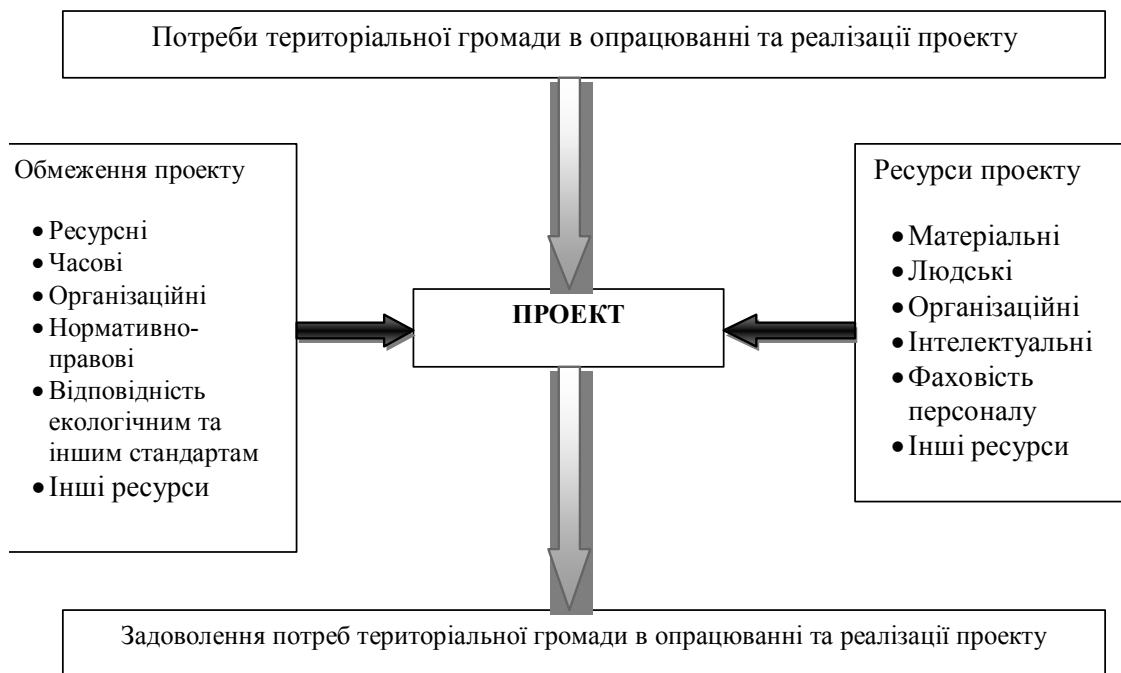 Потреби територіальної громади в опрацюванні та реалізації проекту
Обмеження проекту
• Ресурсні
• Часові
• Організаційні
• Нормативно-
правові
• Відповідність
екологічним та
іншим стандартам
• Інші ресурси
ПРОЕКТ
Ресурси проекту
• Матеріальні
• Людські
• Організаційні
• Інтелектуальні
• Фаховість
персоналу
• Інші ресурси
Задоволення потреб територіальної громади в опрацюванні та реалізації проекту